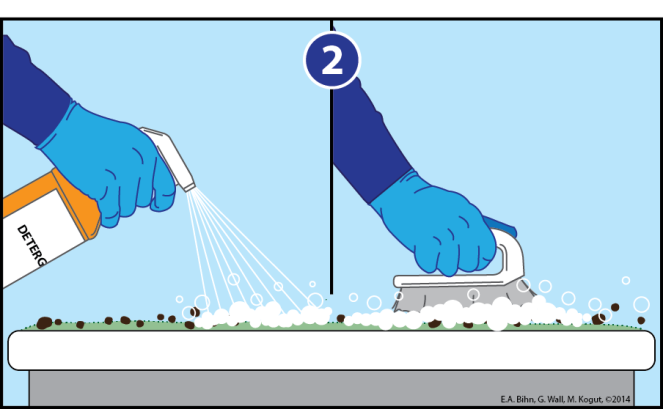 2
DETERG
E.A. Bihn, G. Wall, M. Kogut, ©2014